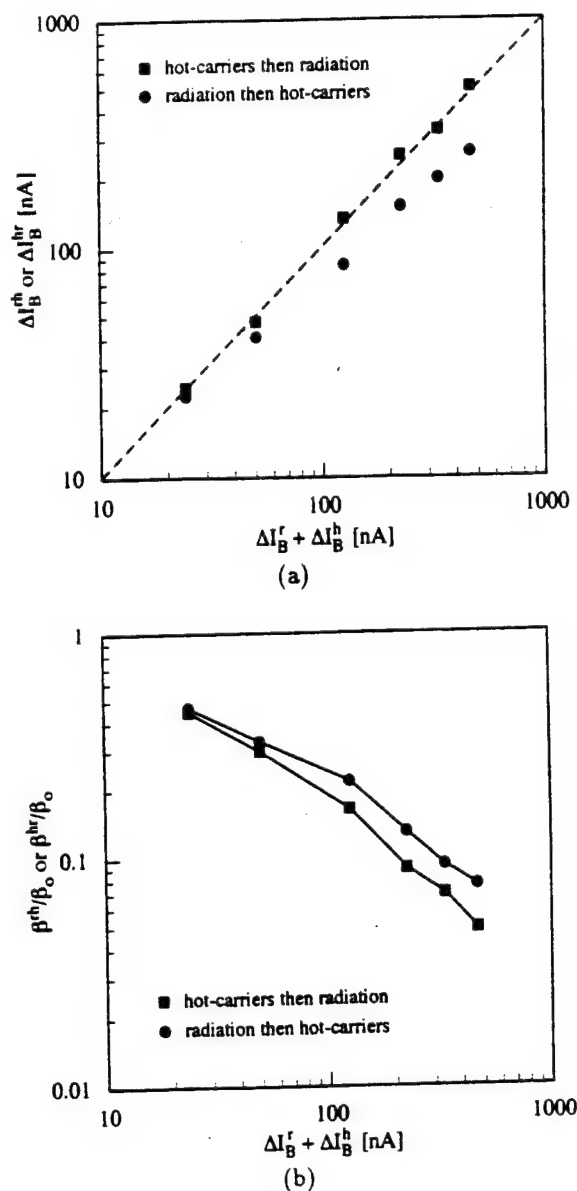 1000
hot-carriers then radiation
radiation then hot-carriers
ΔI_B^rh or ΔI_B^hr [nA]
100
10
10
100
1000
ΔI_B^r + ΔI_B^h [nA]
(a)
1
β^rh/β_o or β^hr/β_o
0.1
hot-carriers then radiation
radiation then hot-carriers
0.01
10
100
1000
ΔI_B^r + ΔI_B^h [nA]
(b)